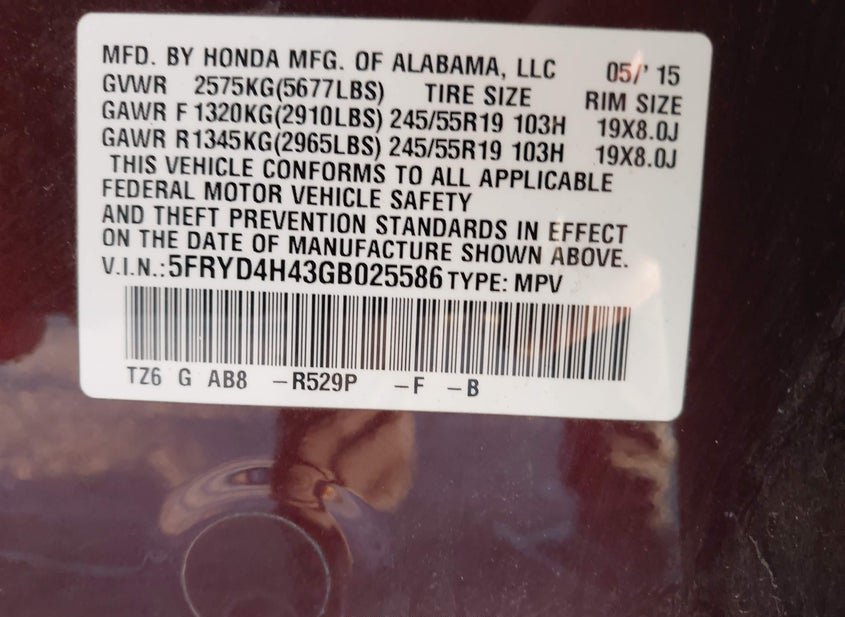 MFD. BY HONDA MFG. OF ALABAMA, LLC 05/' 15
GVWR 2575KG(5677LBS) TIRE SIZE RIM SIZE
GAWR F 1320KG(2910LBS) 245/55R19 103H 19X8.0J
GAWR R1345KG(2965LBS) 245/55R19 103H 19X8.0J
THIS VEHICLE CONFORMS TO ALL APPLICABLE
FEDERAL MOTOR VEHICLE SAFETY
AND THEFT PREVENTION STANDARDS IN EFFECT
ON THE DATE OF MANUFACTURE SHOWN ABOVE.
V.I.N.:5FRYD4H43GB025586 TYPE: MPV
TZ6 G AB8 -R529P -F -B